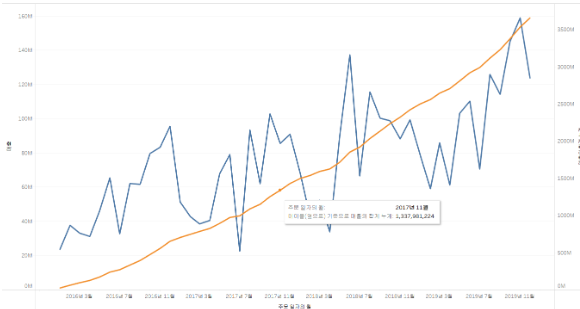 160M
140M
120M
100M
80M
60M
40M
20M
0M
3500M
3000M
2500M
2000M
1500M
1000M
500M
0M
주문 일자의 월:
2017년 11월
1,337,981,224
2016년 3월
2015년 7월
2016년 11월
2017년 3월
2017년 7월
2017년 11월
2018년 3월
2018년 7월
2018년 11월
2019년 3월
2019년 7월
2019년 11월
주문 일자의 월